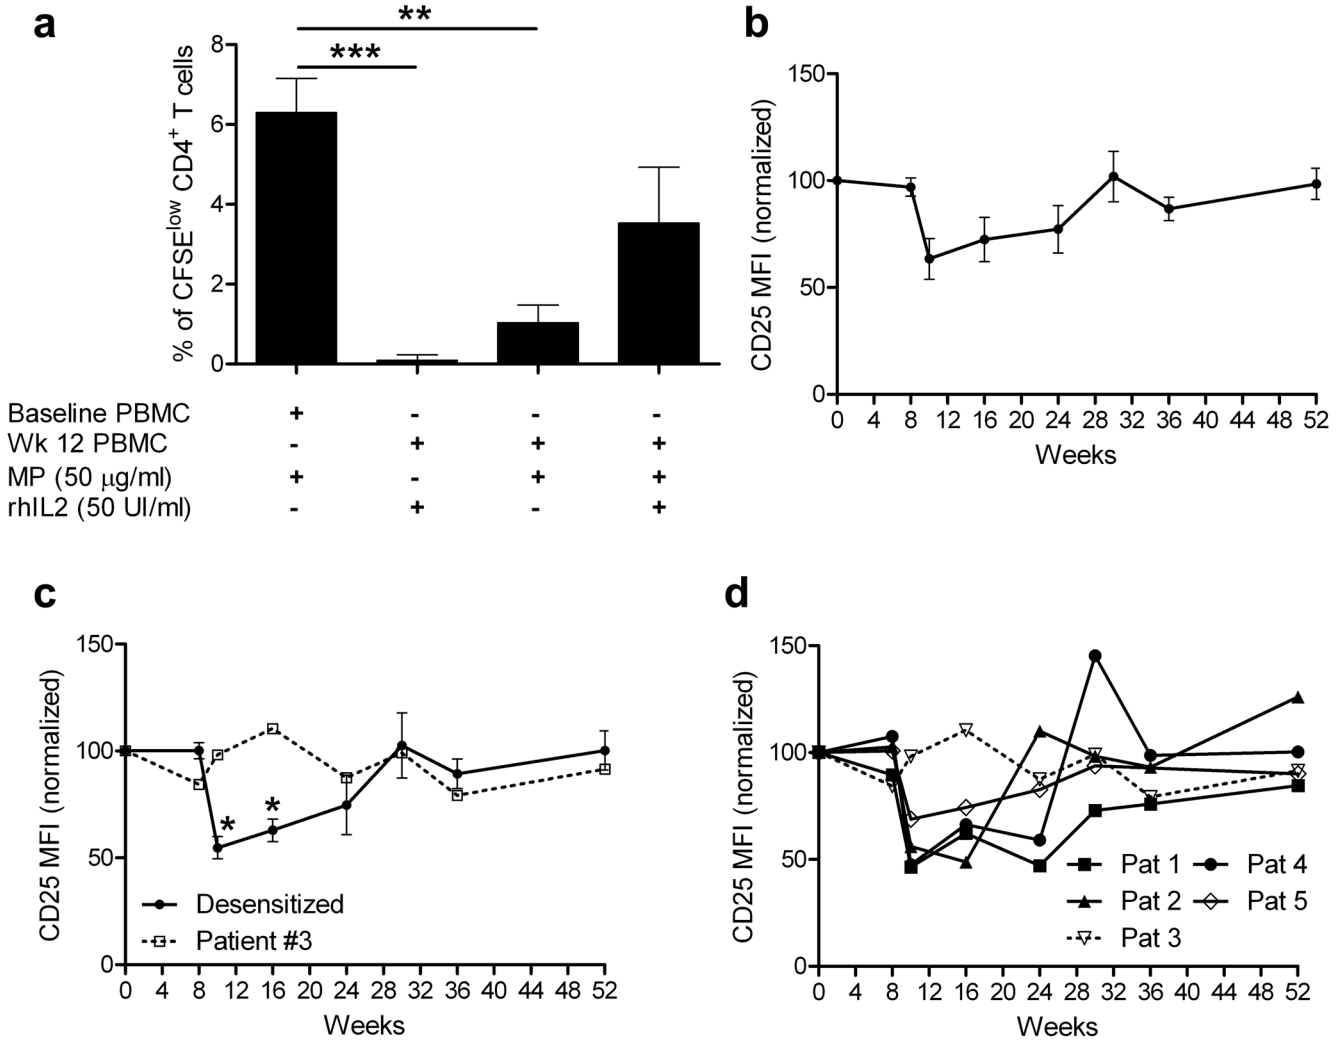 a
**
***
% of CFSElow CD4+ T cells
8
6
4
2
0
Baseline PBMC + - - -
Wk 12 PBMC - + + +
MP (50 μg/ml) + - + +
rhIL2 (50 UI/ml) - + - +
b
CD25 MFI (normalized)
150
100
50
0
0 4 8 12 16 20 24 28 32 36 40 44 48 52
Weeks
c
CD25 MFI (normalized)
150
100
50
0
*
*
Desensitized
Patient #3
0 4 8 12 16 20 24 28 32 36 40 44 48 52
Weeks
d
CD25 MFI (normalized)
150
100
50
0
Pat 1 Pat 4
Pat 2 Pat 5
Pat 3
0 4 8 12 16 20 24 28 32 36 40 44 48 52
Weeks